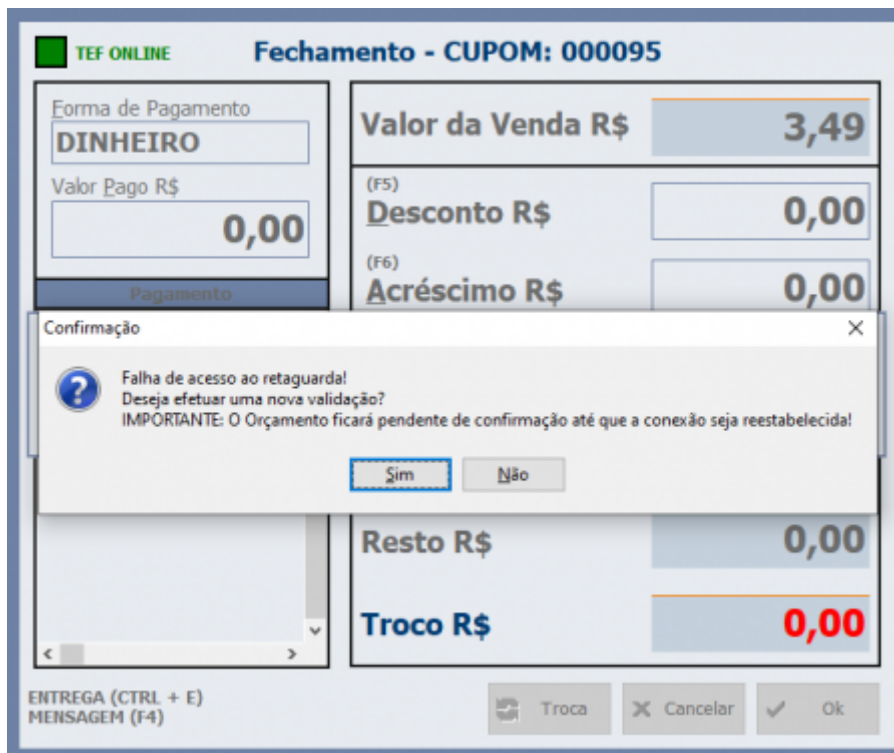 TEF ONLINE
Fechamento - CUPOM: 000095
Forma de Pagamento
DINHEIRO
Valor Pago R$
0,00
Pagamento
Valor da Venda R$
3,49
(F5)
Desconto R$
0,00
(F6)
Acréscimo R$
0,00
Confirmação
Falha de acesso ao retaguarda!
Deseja efetuar uma nova validação?
IMPORTANTE: O Orçamento ficará pendente de confirmação até que a conexão seja reestabelecida!
Sim
Não
Resto R$
0,00
Troco R$
0,00
ENTREGA (CTRL + E)
MENSAGEM (F4)
Troca
Cancelar
Ok